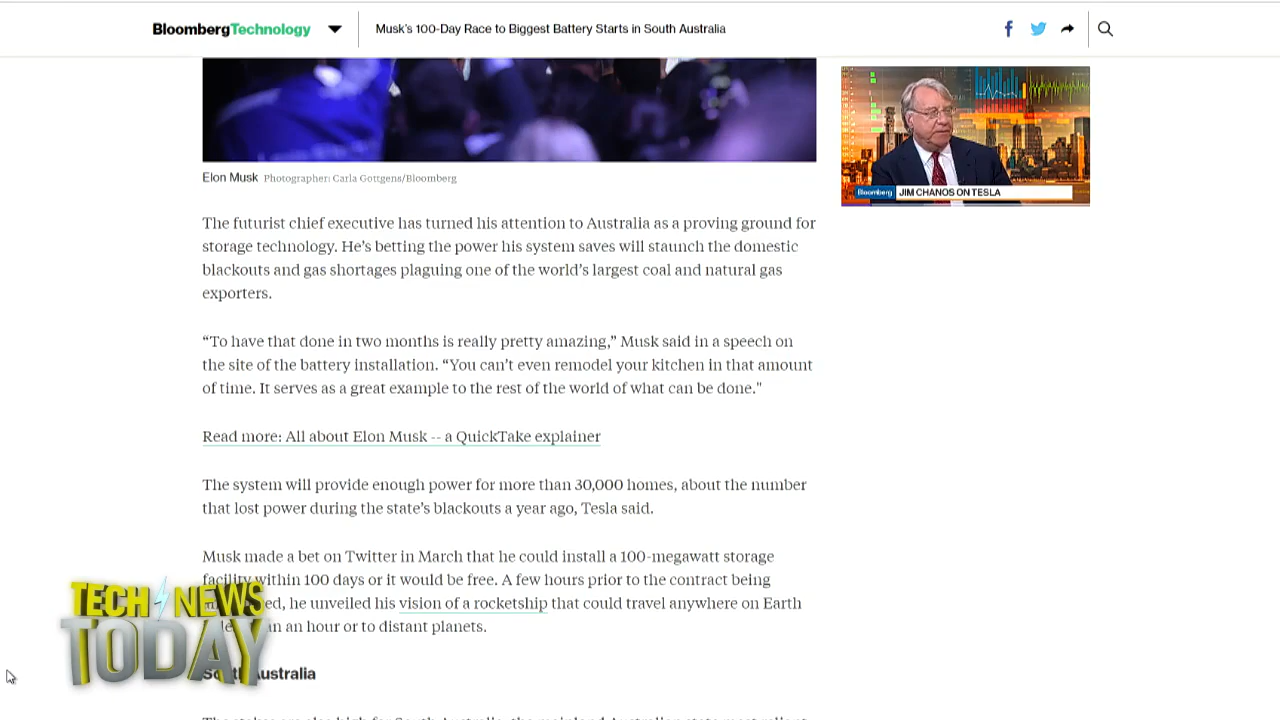 BloombergTechnology
Musk's 100-Day Race to Biggest Battery Starts in South Australia
Elon Musk Photographer: Carla Gottgens/Bloomberg
Bloomberg JIM CHANOS ON TESLA
The futurist chief executive has turned his attention to Australia as a proving ground for
storage technology. He's betting the power his system saves will staunch the domestic
blackouts and gas shortages plaguing one of the world's largest coal and natural gas
exporters.
“To have that done in two months is really pretty amazing,” Musk said in a speech on
the site of the battery installation. “You can't even remodel your kitchen in that amount
of time. It serves as a great example to the rest of the world of what can be done."
Read more: All about Elon Musk -- a QuickTake explainer
The system will provide enough power for more than 30,000 homes, about the number
that lost power during the state's blackouts a year ago, Tesla said.
Musk made a bet on Twitter in March that he could install a 100-megawatt storage
facility within 100 days or it would be free. A few hours prior to the contract being
he unveiled his vision of a rocketship that could travel anywhere on Earth
an hour or to distant planets.
South Australia
TECH NEWS
TODAY